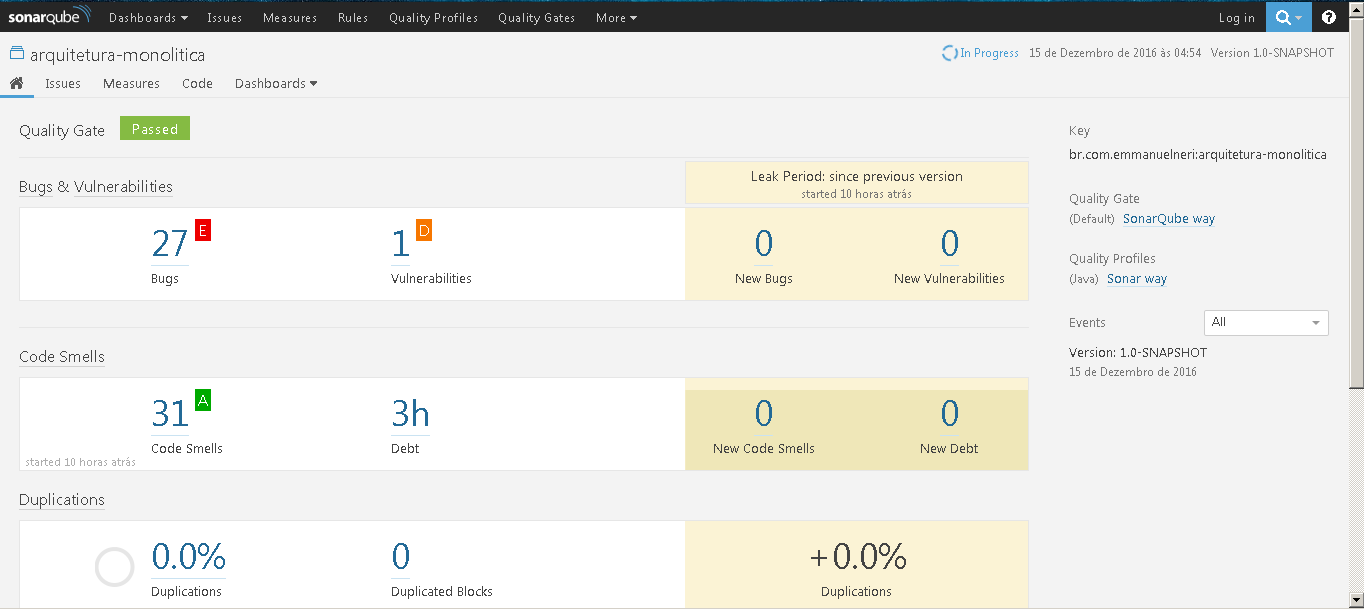 sonarqube Dashboards Issues Measures Rules Quality Profiles Quality Gates More Log in ?
arquitetura-monolitica In Progress 15 de Dezembro de 2016 às 04:54 Version 1.0-SNAPSHOT
Issues Measures Code Dashboards
Quality Gate Passed
Bugs & Vulnerabilities
Leak Period: since previous version
started 10 horas atrás
27 E 1 D 0 0
Bugs Vulnerabilities New Bugs New Vulnerabilities
Code Smells
31 A 3h 0 0
Code Smells Debt New Code Smells New Debt
started 10 horas atrás
Duplications
0.0% 0 +0.0%
Duplications Duplicated Blocks Duplications
Key
br.com.emmanuelneri:arquitetura-monolitica
Quality Gate
(Default) SonarQube way
Quality Profiles
(Java) Sonar way
Events All
Version: 1.0-SNAPSHOT
15 de Dezembro de 2016